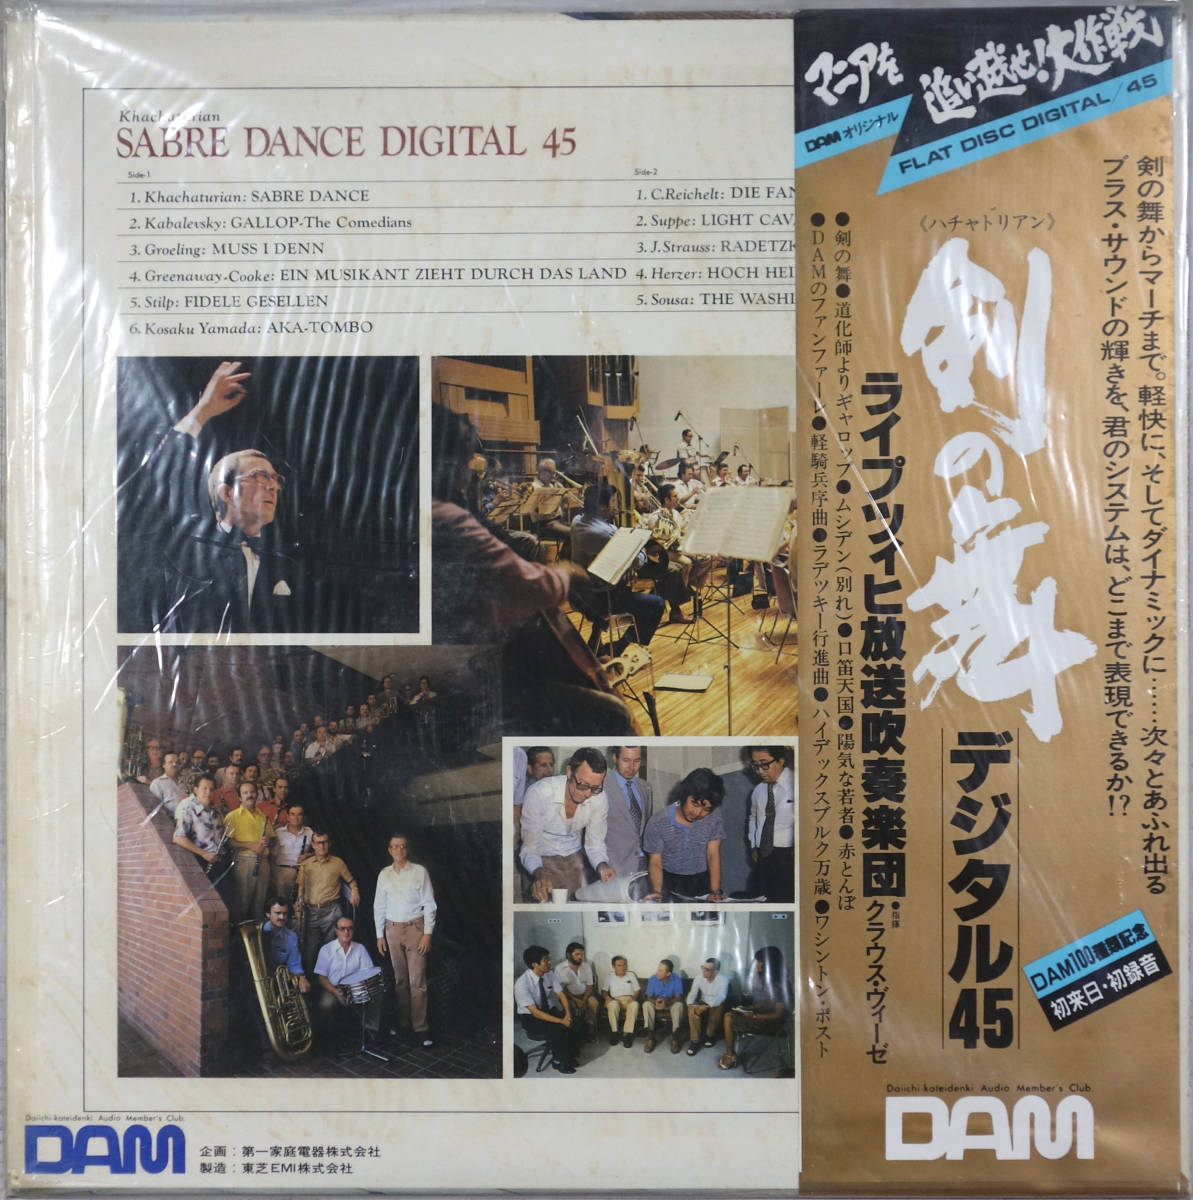 Khachaturian
SABRE DANCE DIGITAL 45
Side-1
1. Khachaturian: SABRE DANCE
2. Kabalevsky: GALLOP-The Comedians
3. Groeling: MUSS I DENN
4. Greenaway-Cooke: EIN MUSIKANT ZIEHT DURCH DAS LAND
5. Stilp: FIDELE GESELLEN
6. Kosaku Yamada: AKA-TOMBO
Side-2
1. C.Reichelt: DIE FAN
2. Suppe: LIGHT CAVA
3. J.Strauss: RADETZK
4. Herzer: HOCH HEI
5. Sousa: THE WASHI
Daiichi-kateidenki Audio Member's Club.
DAM
企画：第一家庭電器株式会社
製造：東芝EMI株式会社
マニアを
追い越せ!大作戦
DAMオリジナル
FLAT DISC DIGITAL/45
剣の舞からマーチまで。軽快に、そしてダイナミックに……次々とあふれ出る
ブラス・サウンドの輝きを、君のシステムは、どこまで表現できるか!?
《ハチャトリアン》
剣の舞
デジタル45
ライプツィヒ放送吹奏楽団 ●指揮 クラウス・ヴィーゼ
●剣の舞●道化師よりギャロップ●ムシデン(別れ)●口笛天国●陽気な若者●赤とんぼ
●DAMのファンファーレ●軽騎兵序曲●ラデツキー行進曲●ハイデックスブルク万歳●ワシントン・ポスト
DAM100種類記念
初来日・初録音
Daiichi-kateidenki Audio Member's Club.
DAM